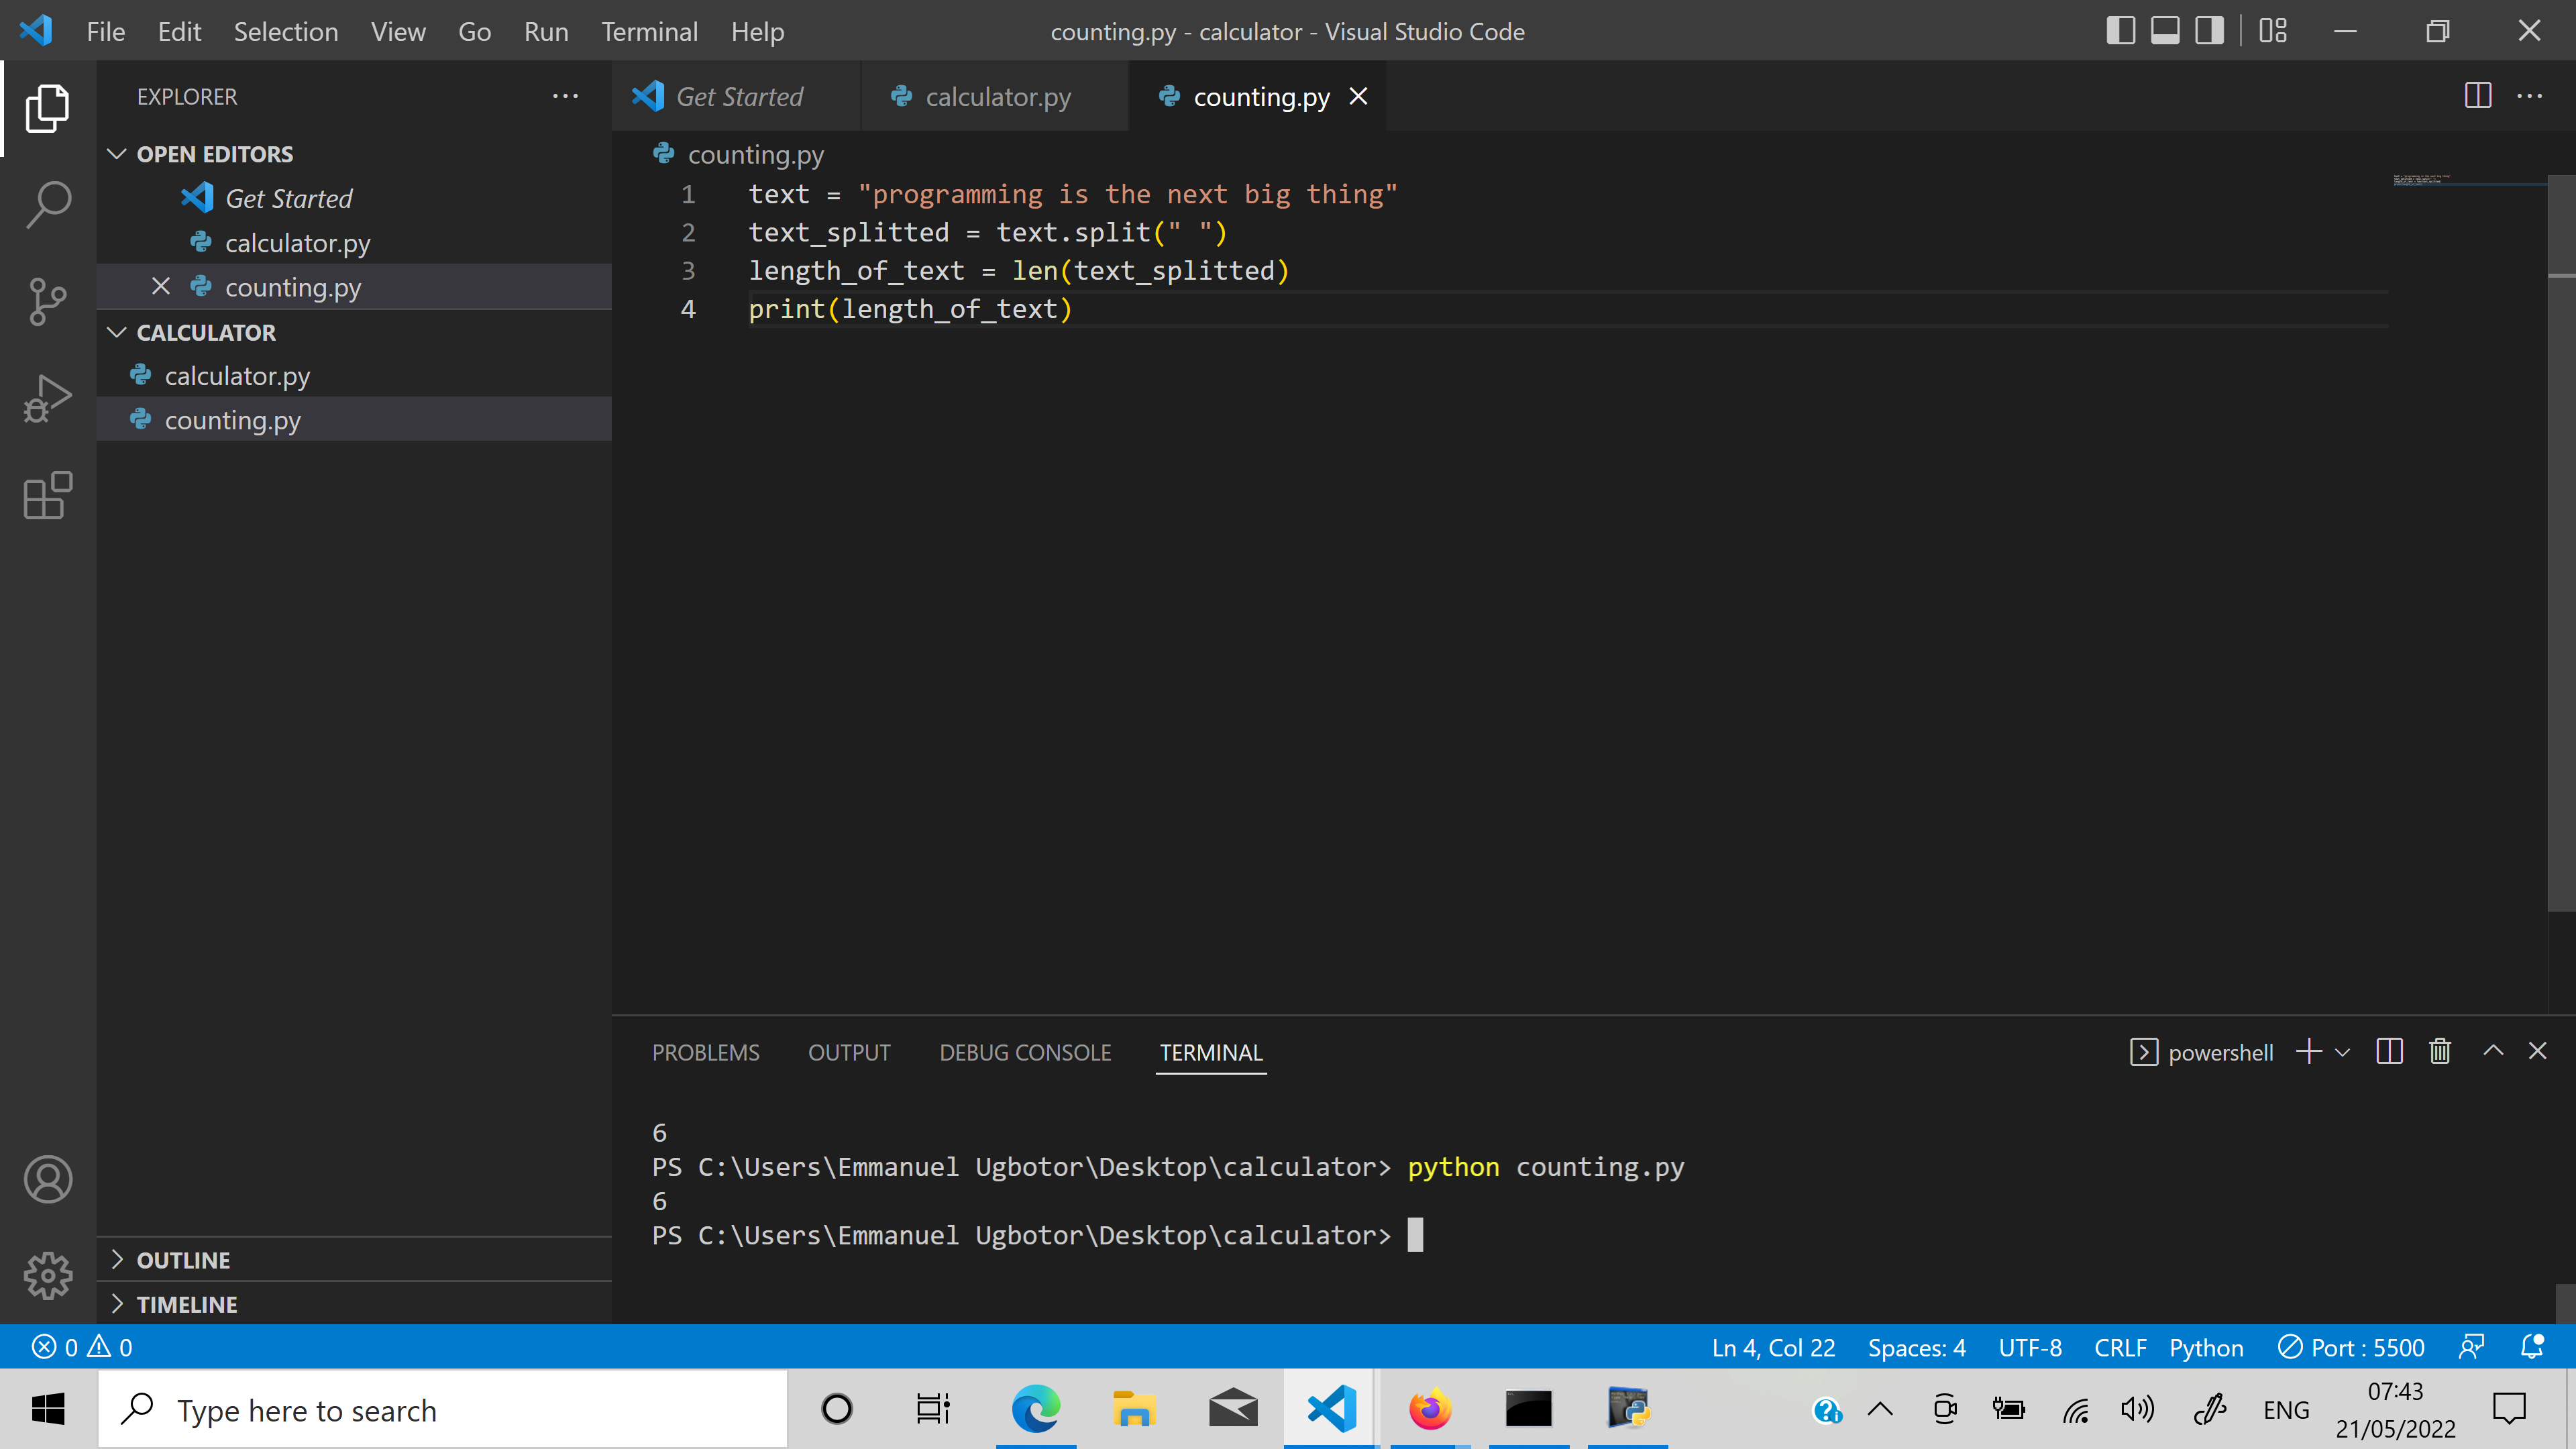 File Edit Selection View Go Run Terminal Help
counting.py - calculator - Visual Studio Code
EXPLORER
OPEN EDITORS
Get Started
calculator.py
counting.py
CALCULATOR
calculator.py
counting.py
OUTLINE
TIMELINE
Get Started calculator.py counting.py
counting.py
1 text = "programming is the next big thing"
2 text_splitted = text.split(" ")
3 length_of_text = len(text_splitted)
4 print(length_of_text)
PROBLEMS OUTPUT DEBUG CONSOLE TERMINAL
powershell
6
PS C:\Users\Emmanuel Ugbotor\Desktop\calculator> python counting.py
6
PS C:\Users\Emmanuel Ugbotor\Desktop\calculator>
0 0 Ln 4, Col 22 Spaces: 4 UTF-8 CRLF Python Port : 5500
Type here to search
ENG
07:43
21/05/2022